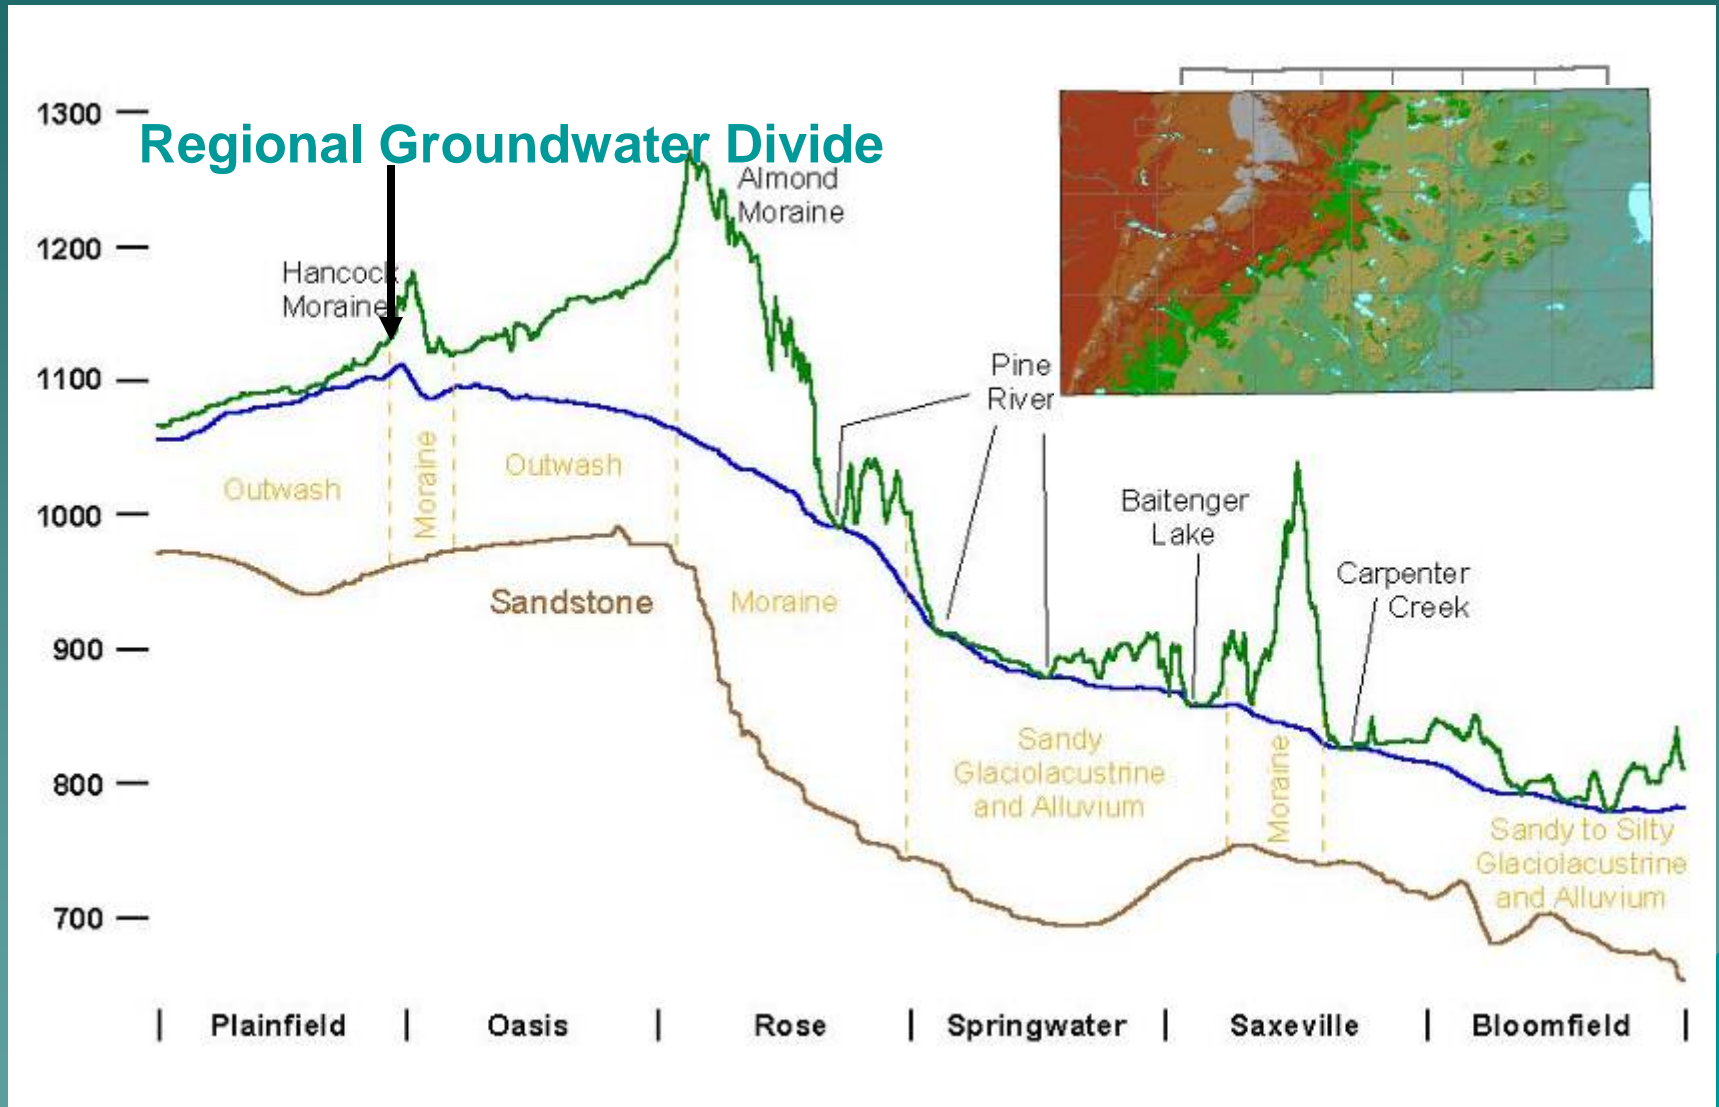 Regional Groundwater Divide
1300
1200
1100
1000
900
800
700
Hancock
Moraine
Almond
Moraine
Pine
River
Baitenger
Lake
Carpenter
Creek
Outwash
Moraine
Outwash
Sandstone
Moraine
Sandy
Glaciolacustrine
and Alluvium
Moraine
Sandy to Silty
Glaciolacustrine
and Alluvium
| Plainfield | Oasis | Rose | Springwater | Saxeville | Bloomfield |